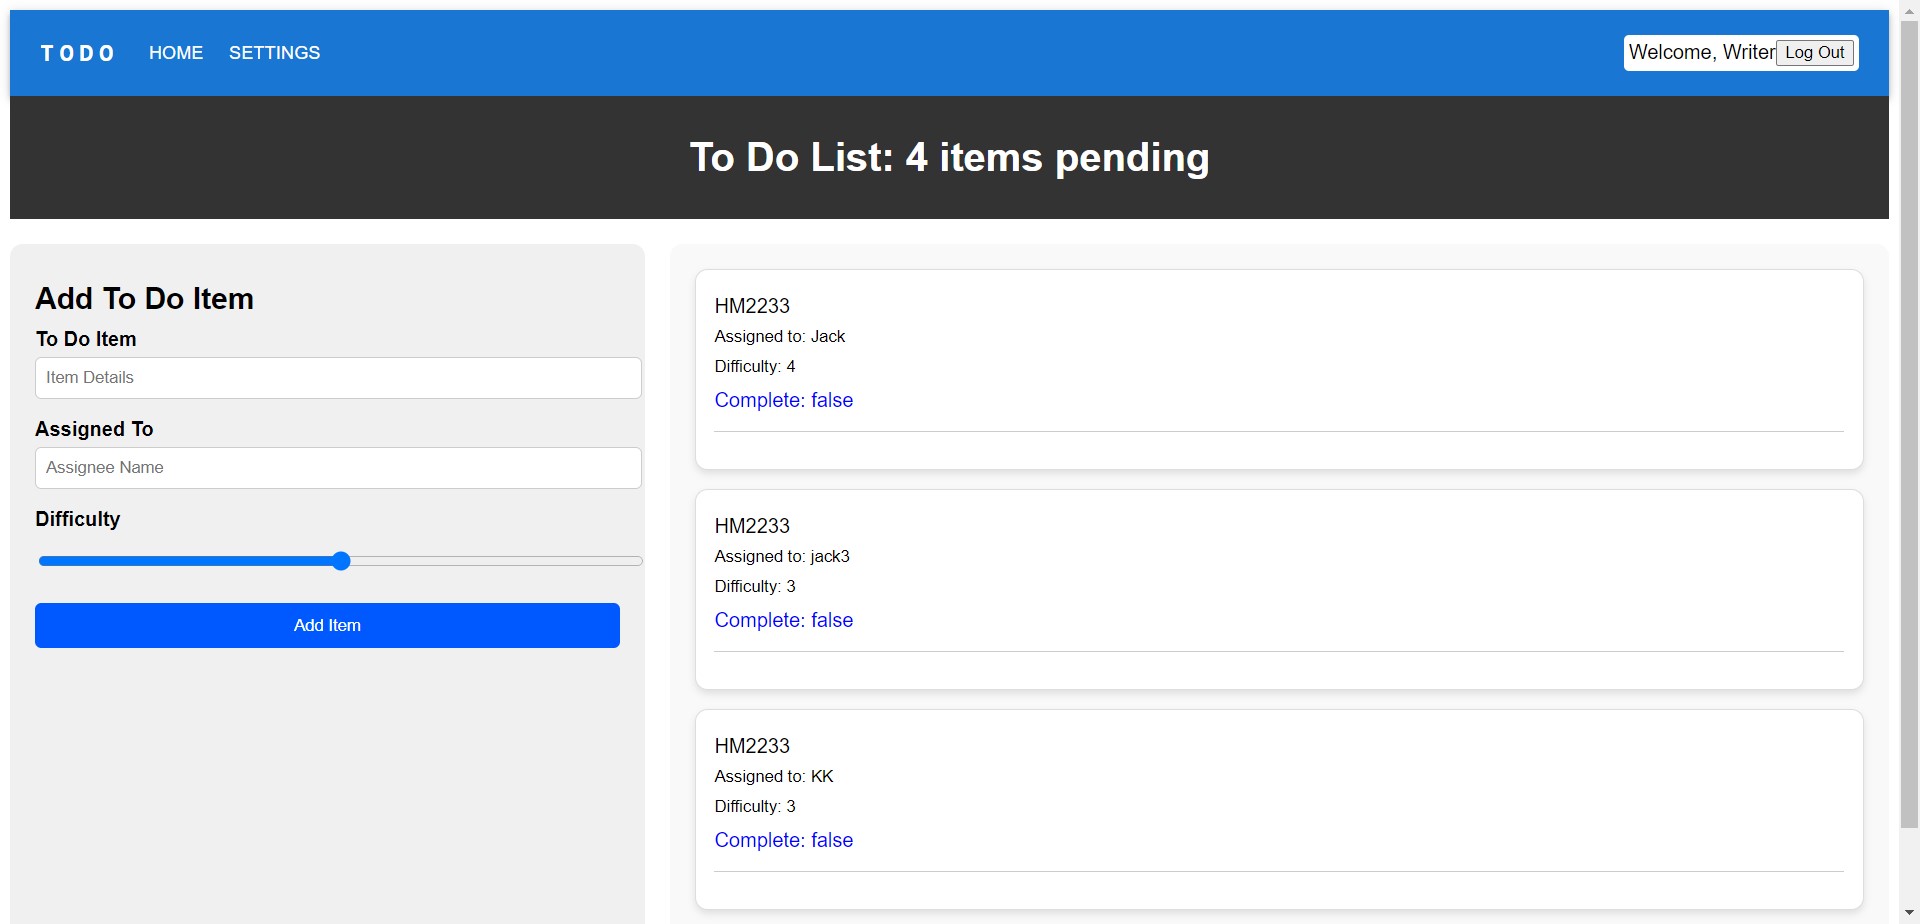 TODO HOME SETTINGS Welcome, Writer Log Out
To Do List: 4 items pending
Add To Do Item
To Do Item
Item Details
Assigned To
Assignee Name
Difficulty
Add Item
HM2233
Assigned to: Jack
Difficulty: 4
Complete: false
HM2233
Assigned to: jack3
Difficulty: 3
Complete: false
HM2233
Assigned to: KK
Difficulty: 3
Complete: false